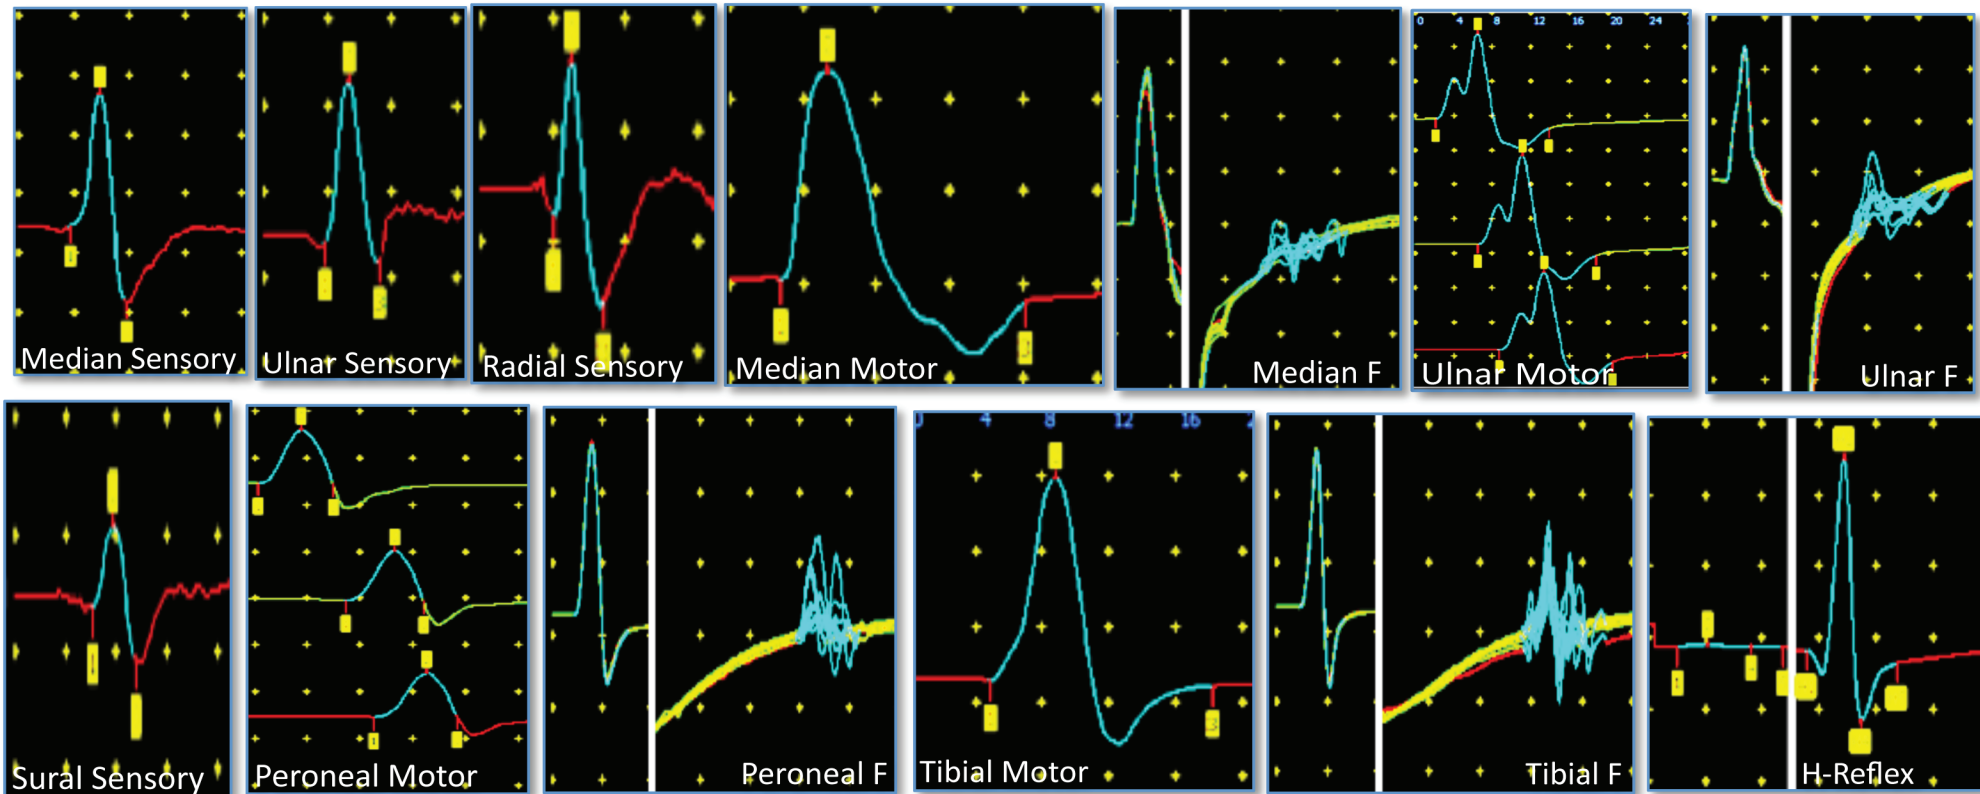 0 4 8 12 16 20 24
Median Sensory
Ulnar Sensory
Radial Sensory
Median Motor
Median F
Ulnar Motor
Ulnar F
0 4 8 12 16
Sural Sensory
Peroneal Motor
Peroneal F
Tibial Motor
Tibial F
H-Reflex